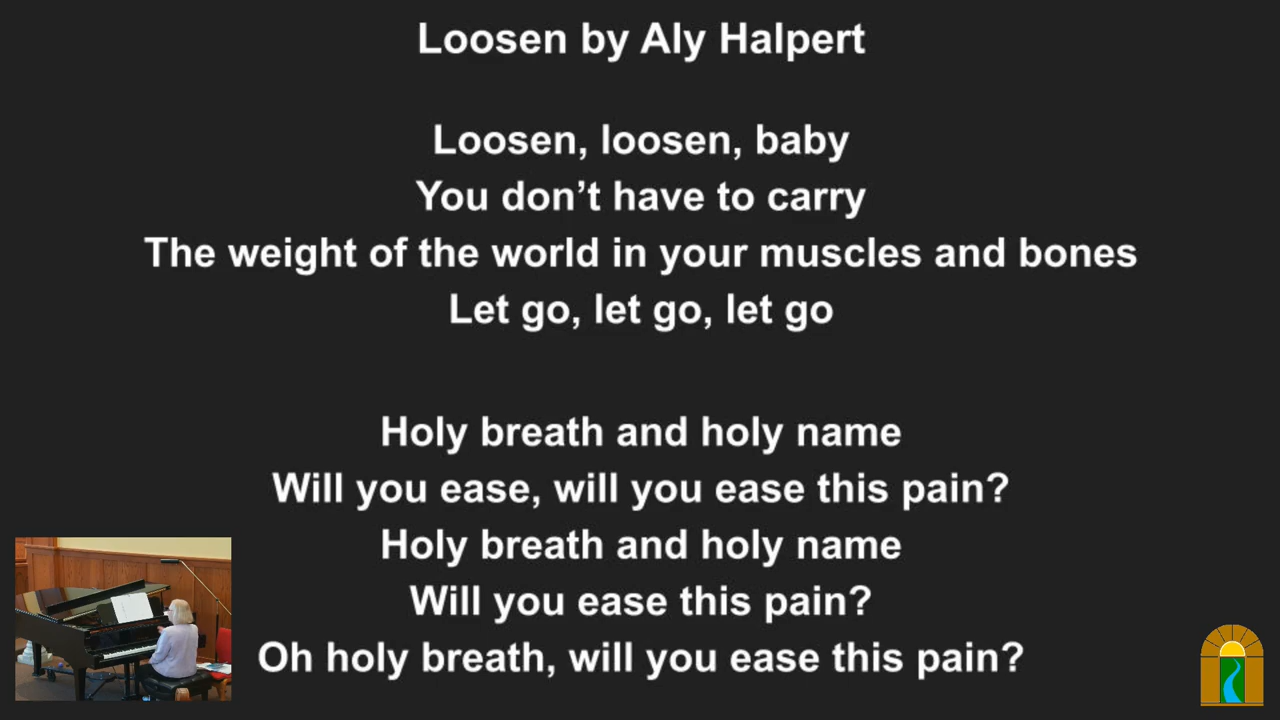 Loosen by Aly Halpert
Loosen, loosen, baby
You don’t have to carry
The weight of the world in your muscles and bones
Let go, let go, let go
Holy breath and holy name
Will you ease, will you ease this pain?
Holy breath and holy name
Will you ease this pain?
Oh holy breath, will you ease this pain?